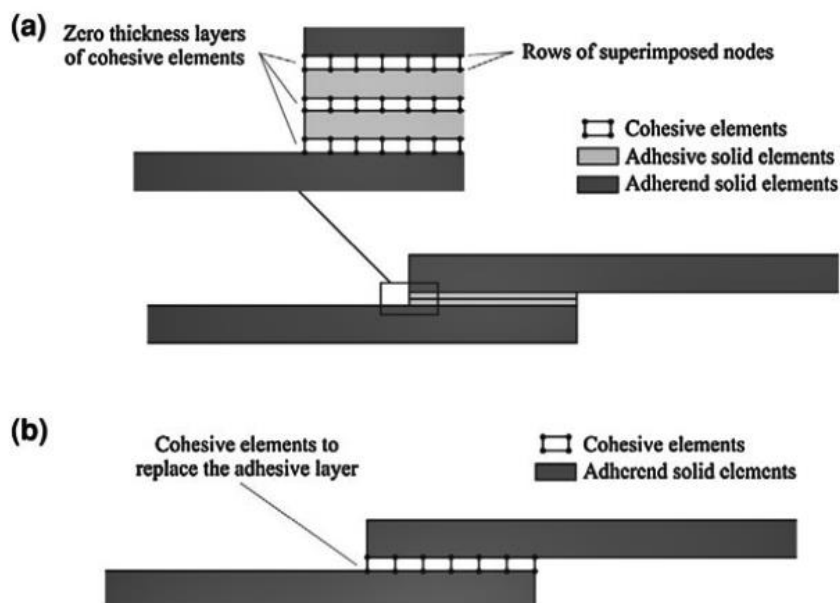 (a)
Zero thickness layers
of cohesive elements
Rows of superimposed nodes
Cohesive elements
Adhesive solid elements
Adherend solid elements
(b)
Cohesive elements to
replace the adhesive layer
Cohesive elements
Adherend solid elements